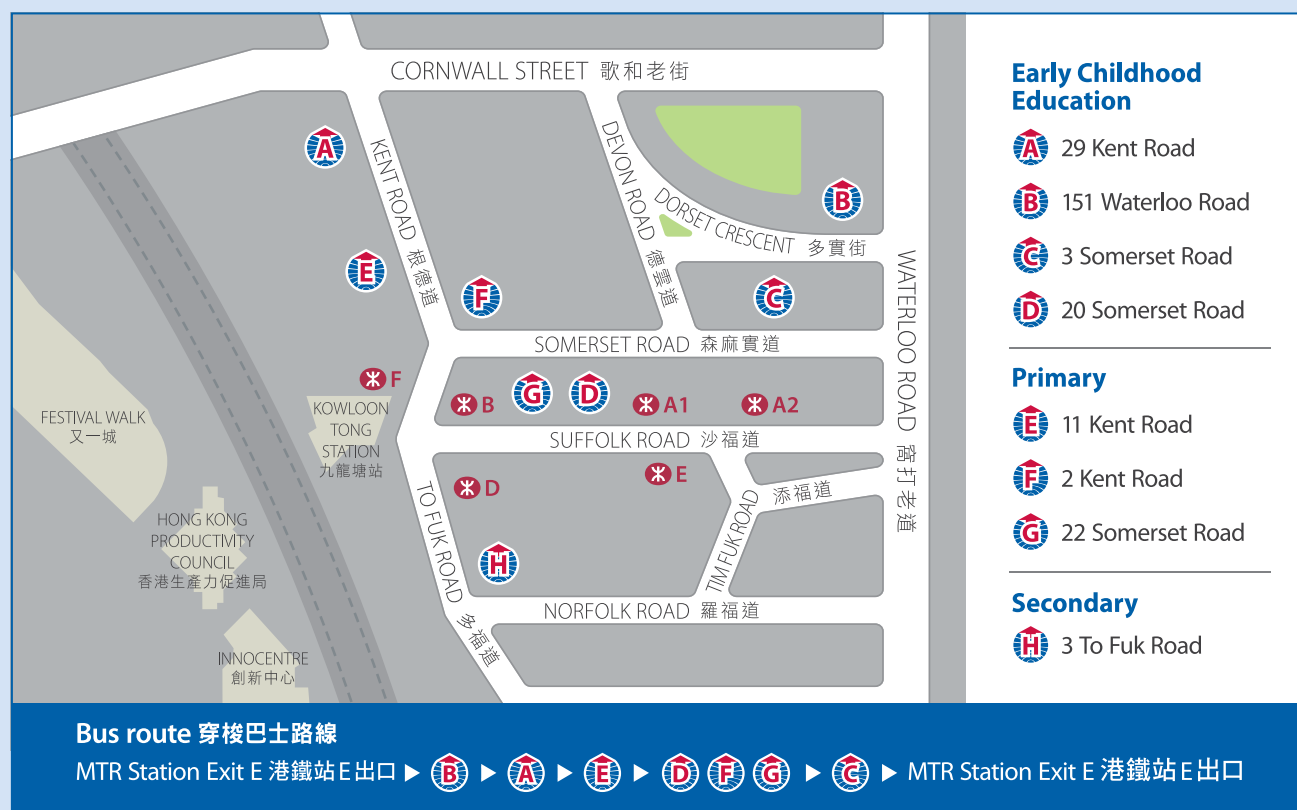 CORNWALL STREET 歌和老街
KENT ROAD 根德道
DEVON ROAD 德雲道
DORSET CRESCENT 多實街
WATERLOO ROAD 窩打老道
A
B
E
F
C
SOMERSET ROAD 森麻實道
F
B
G
D
A1
A2
KOWLOON
TONG
STATION
九龍塘站
FESTIVAL WALK
又一城
SUFFOLK ROAD 沙福道
D
E
TO FUK ROAD 多福道
TIM FUK ROAD 添福道
H
HONG KONG
PRODUCTIVITY
COUNCIL
香港生產力促進局
NORFOLK ROAD 羅福道
INNOCENTRE
創新中心
Early Childhood
Education
A 29 Kent Road
B 151 Waterloo Road
C 3 Somerset Road
D 20 Somerset Road
Primary
E 11 Kent Road
F 2 Kent Road
G 22 Somerset Road
Secondary
H 3 To Fuk Road
Bus route 穿梭巴士路線
MTR Station Exit E 港鐵站E出口 ▶ B ▶ A ▶ E ▶ D F G ▶ C ▶ MTR Station Exit E 港鐵站E出口